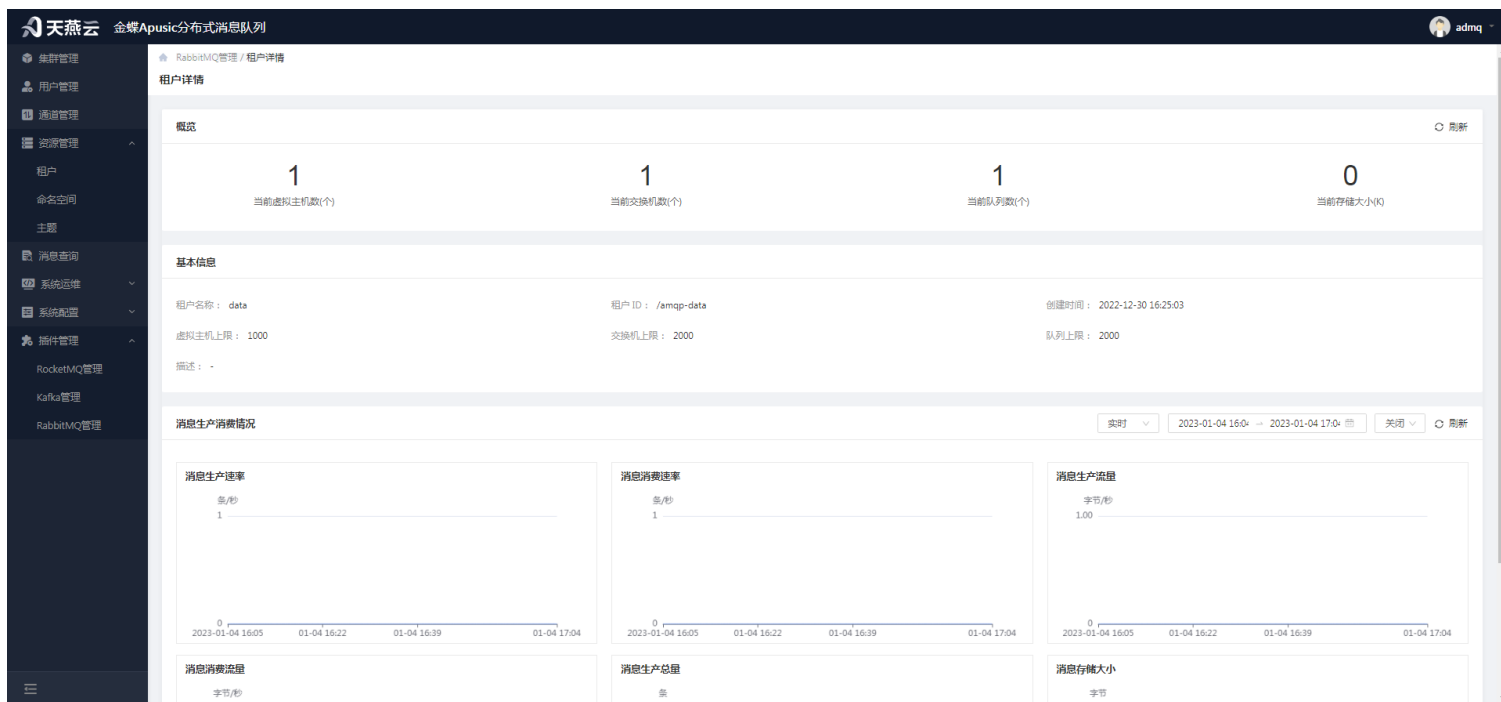 天燕云 金蝶Apusic分布式消息队列
admq
集群管理
用户管理
通道管理
资源管理
租户
命名空间
主题
消息查询
系统运维
系统配置
插件管理
RocketMQ管理
Kafka管理
RabbitMQ管理
RabbitMQ管理 / 租户详情
租户详情
概览
刷新
1 1 1 0
当前虚拟主机数(个) 当前交换机数(个) 当前队列数(个) 当前存储大小(K)
基本信息
租户名称： data 租户 ID： /amqp-data 创建时间： 2022-12-30 16:25:03
虚拟主机上限： 1000 交换机上限： 2000 队列上限： 2000
描述： -
消息生产消费情况 实时 2023-01-04 16:04 → 2023-01-04 17:04 关闭 刷新
消息生产速率
条/秒
1
0
2023-01-04 16:05 01-04 16:22 01-04 16:39 01-04 17:04
消息消费速率
条/秒
1
0
2023-01-04 16:05 01-04 16:22 01-04 16:39 01-04 17:04
消息生产流量
字节/秒
1.00
0
2023-01-04 16:05 01-04 16:22 01-04 16:39 01-04 17:04
消息消费流量
字节/秒
消息生产总量
条
消息存储大小
字节